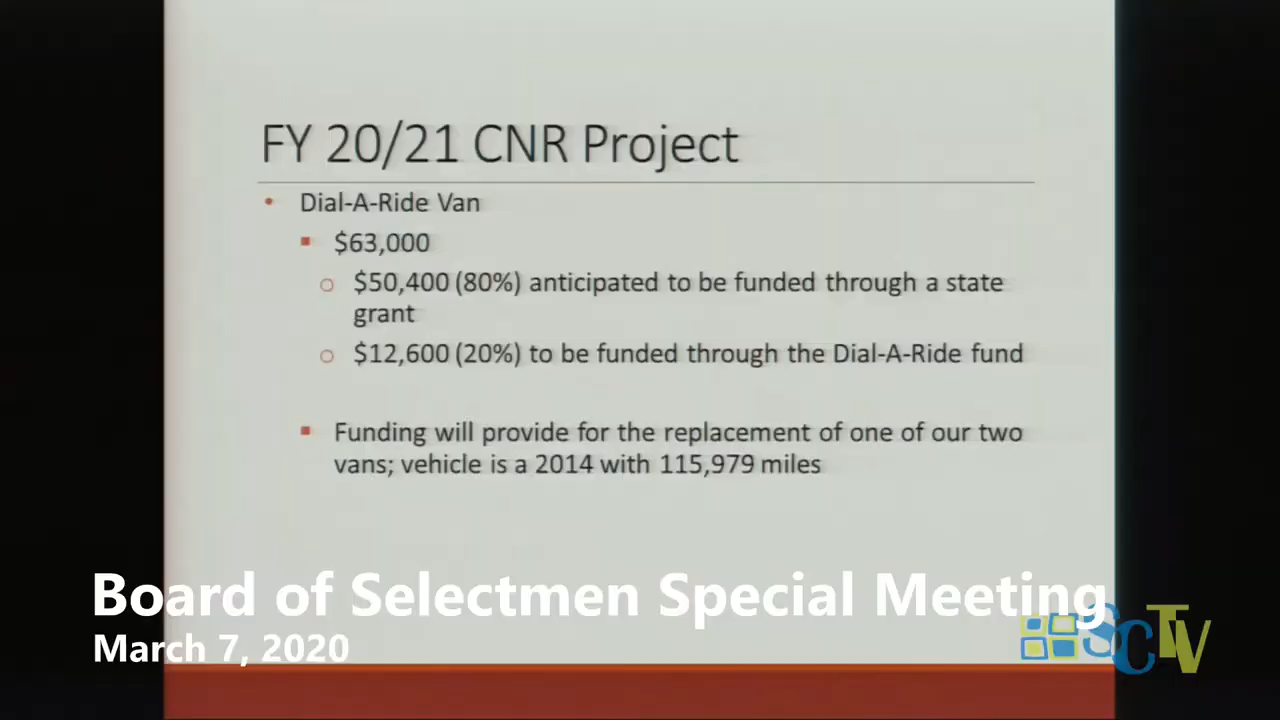 FY 20/21 CNR Project
• Dial-A-Ride Van
▪ $63,000
○ $50,400 (80%) anticipated to be funded through a state
grant
○ $12,600 (20%) to be funded through the Dial-A-Ride fund
▪ Funding will provide for the replacement of one of our two
vans; vehicle is a 2014 with 115,979 miles
Board of Selectmen Special Meeting
March 7, 2020
SCTV